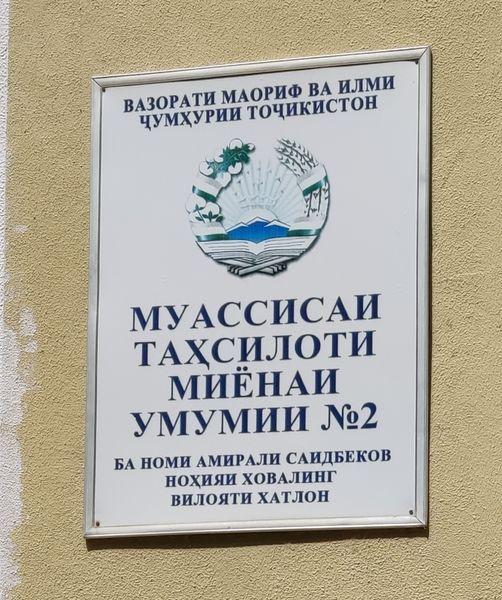 ВАЗОРАТИ МАОРИФ ВА ИЛМИ
ҶУМҲУРИИ ТОҶИКИСТОН
МУАССИСАИ
ТАҲСИЛОТИ
МИЁНАИ
УМУМИИ №2
БА НОМИ АМИРАЛИ САИДБЕКОВ
НОҲИЯИ ХОВАЛИНГ
ВИЛОЯТИ ХАТЛОН